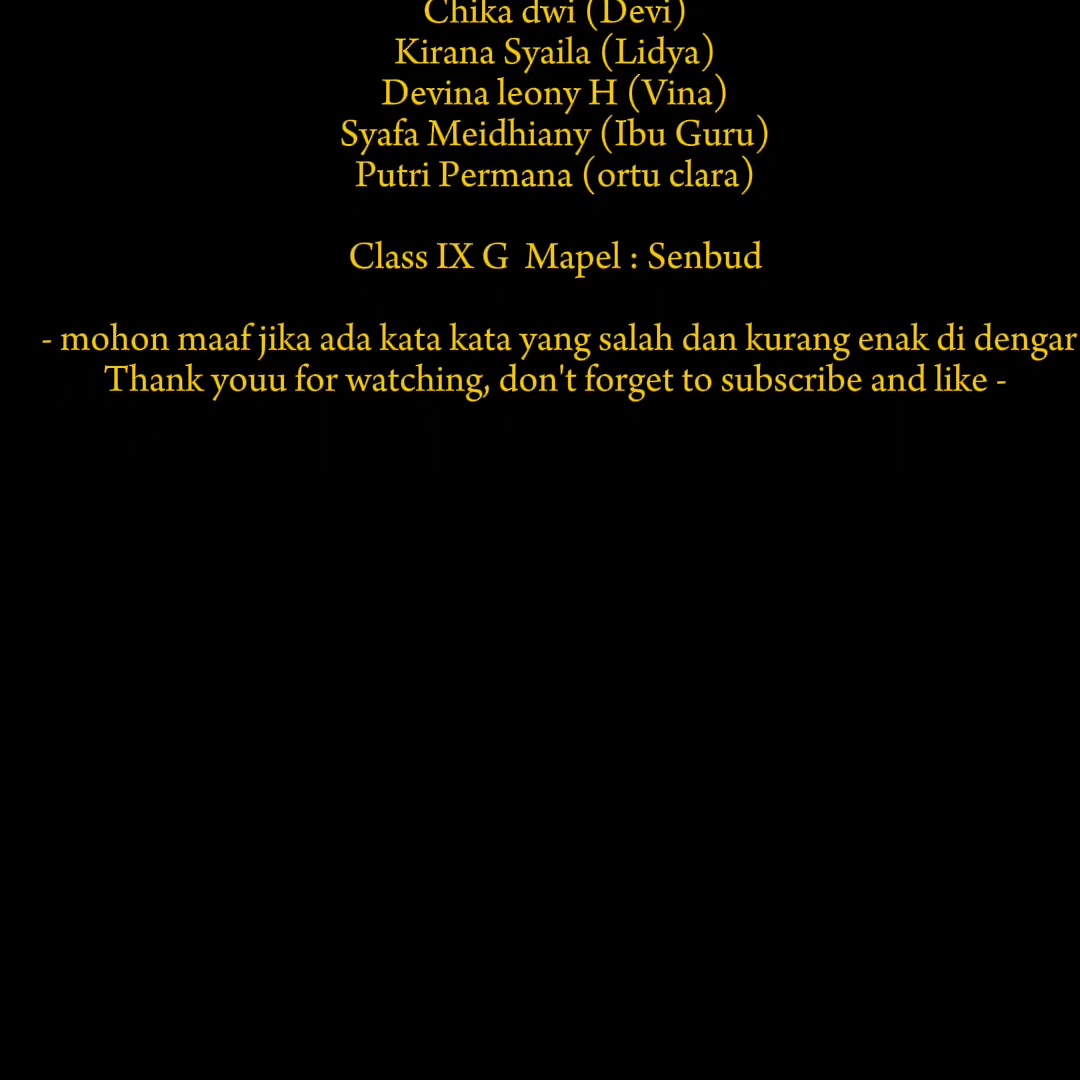 Chika dwi (Devi)
Kirana Syaila (Lidya)
Devina leony H (Vina)
Syafa Meidhiany (Ibu Guru)
Putri Permana (ortu clara)
Class IX G  Mapel : Senbud
- mohon maaf jika ada kata kata yang salah dan kurang enak di dengar
Thank youu for watching, don't forget to subscribe and like -